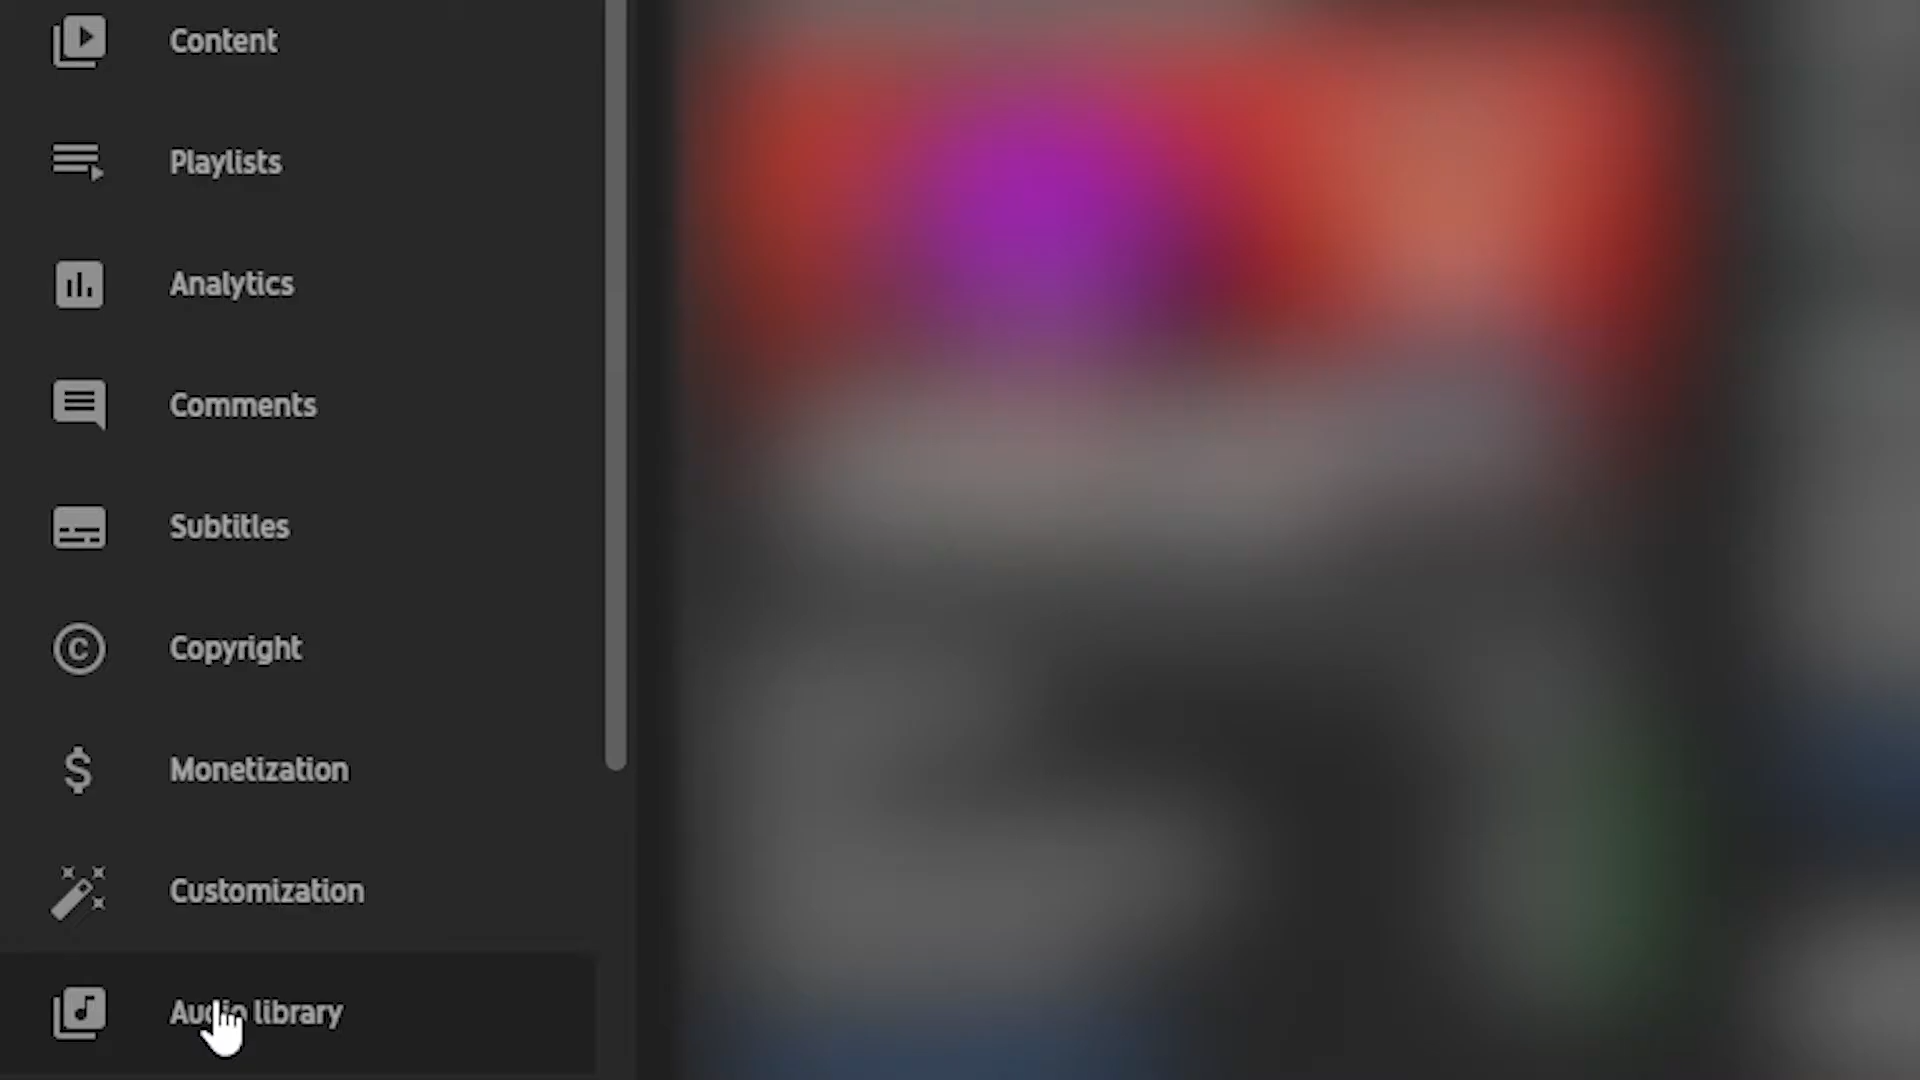 Content
Playlists
Analytics
Comments
Subtitles
Copyright
Monetization
Customization
Audio library